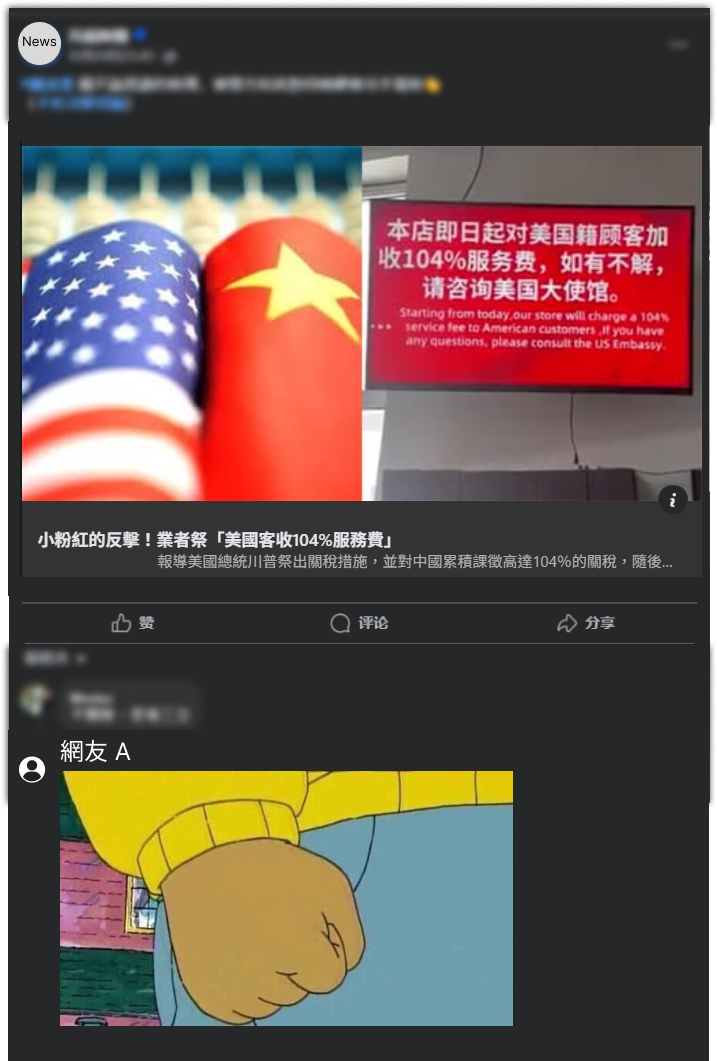 News
本店即日起对美国籍顾客加
收104%服务费，如有不解，
请咨询美国大使馆。
Starting from today,our store will charge a 104%
service fee to American customers ,If you have
any questions, please consult the US Embassy.
小粉紅的反擊！業者祭「美國客收104%服務費」
報導美國總統川普祭出關稅措施，並對中國累積課徵高達104%的關稅，隨後...
赞
评论
分享
網友 A